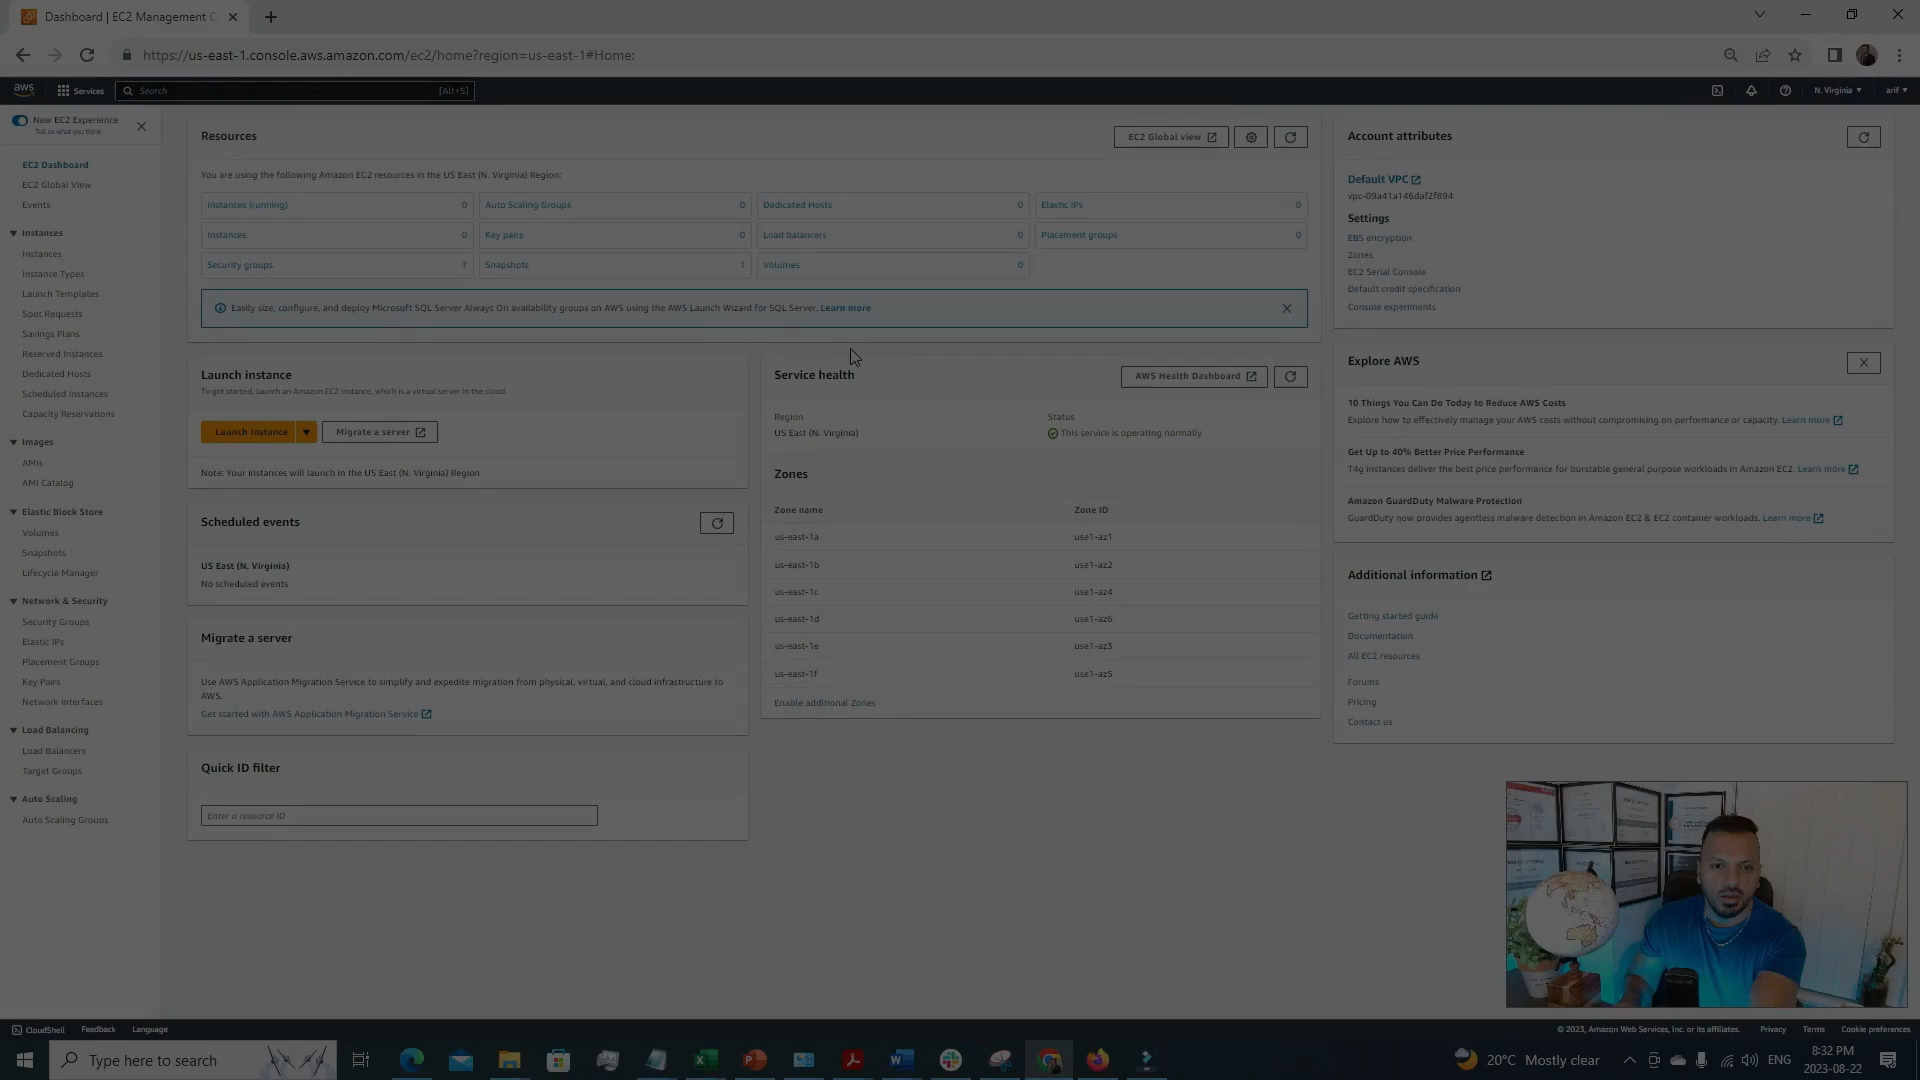 Dashboard | EC2 Management C
https://us-east-1.console.aws.amazon.com/ec2/home?region=us-east-1#Home:
aws
Services
Search
[Alt+S]
N. Virginia
arif
New EC2 Experience
Tell us what you think
EC2 Dashboard
EC2 Global View
Events
Instances
Instances
Instance Types
Launch Templates
Spot Requests
Savings Plans
Reserved Instances
Dedicated Hosts
Scheduled Instances
Capacity Reservations
Images
AMIs
AMI Catalog
Elastic Block Store
Volumes
Snapshots
Lifecycle Manager
Network & Security
Security Groups
Elastic IPs
Placement Groups
Key Pairs
Network Interfaces
Load Balancing
Load Balancers
Target Groups
Auto Scaling
Auto Scaling Groups
Resources
EC2 Global view
You are using the following Amazon EC2 resources in the US East (N. Virginia) Region:
Instances (running) 0
Auto Scaling Groups 0
Dedicated Hosts 0
Elastic IPs 0
Instances 0
Key pairs 0
Load balancers 0
Placement groups 0
Security groups 7
Snapshots 1
Volumes 0
Easily size, configure, and deploy Microsoft SQL Server Always On availability groups on AWS using the AWS Launch Wizard for SQL Server. Learn more
Launch instance
To get started, launch an Amazon EC2 instance, which is a virtual server in the cloud.
Launch instance
Migrate a server
Note: Your instances will launch in the US East (N. Virginia) Region
Scheduled events
US East (N. Virginia)
No scheduled events
Migrate a server
Use AWS Application Migration Service to simplify and expedite migration from physical, virtual, and cloud infrastructure to
AWS.
Get started with AWS Application Migration Service
Quick ID filter
Enter a resource ID
Service health
AWS Health Dashboard
Region
Status
US East (N. Virginia)
This service is operating normally
Zones
Zone name
Zone ID
us-east-1a
use1-az1
us-east-1b
use1-az2
us-east-1c
use1-az4
us-east-1d
use1-az6
us-east-1e
use1-az3
us-east-1f
use1-az5
Enable additional Zones
Account attributes
Default VPC
vpc-09a41a146daf2f894
Settings
EBS encryption
Zones
EC2 Serial Console
Default credit specification
Console experiments
Explore AWS
10 Things You Can Do Today to Reduce AWS Costs
Explore how to effectively manage your AWS costs without compromising on performance or capacity. Learn more
Get Up to 40% Better Price Performance
T4g instances deliver the best price performance for burstable general purpose workloads in Amazon EC2. Learn more
Amazon GuardDuty Malware Protection
GuardDuty now provides agentless malware detection in Amazon EC2 & EC2 container workloads. Learn more
Additional information
Getting started guide
Documentation
All EC2 resources
Forums
Pricing
Contact us
CloudShell
Feedback
Language
© 2023, Amazon Web Services, Inc. or its affiliates.
Privacy
Terms
Cookie preferences
Type here to search
20°C Mostly clear
ENG
8:32 PM
2023-08-22